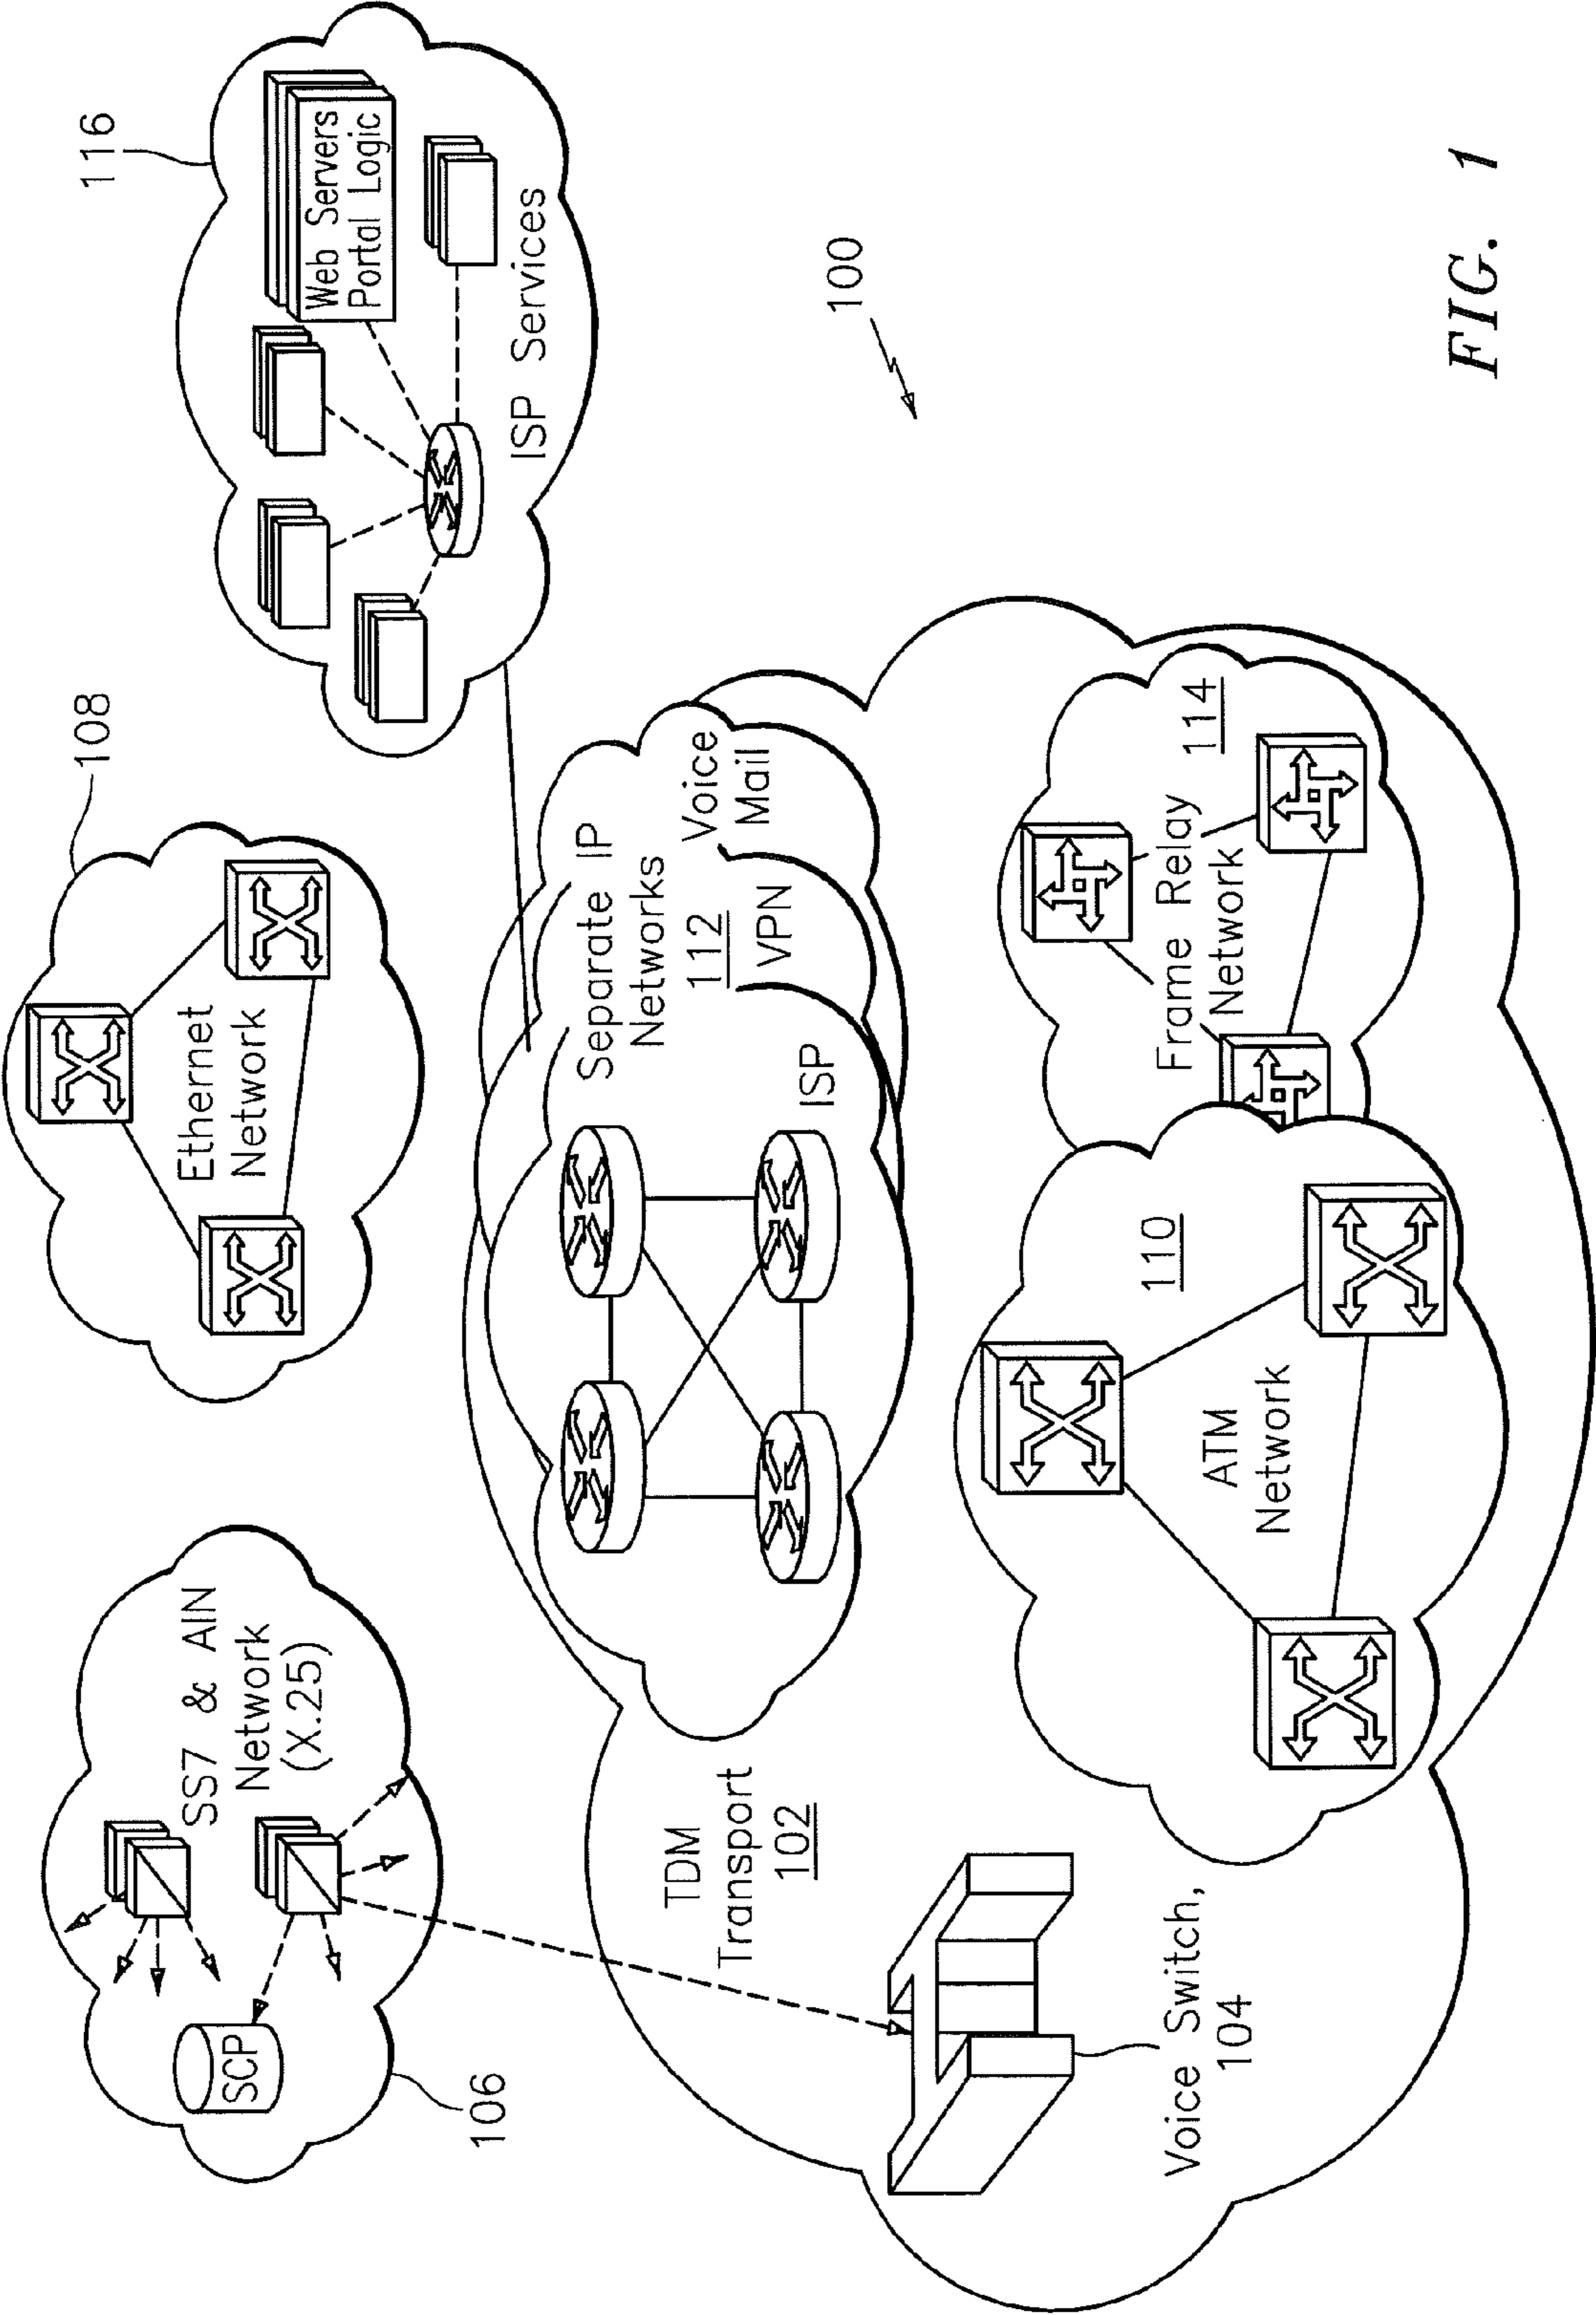 106
SS7 & AIN
Network
(X.25)
SCP
108
Ethernet
Network
116
Web Servers
Portal Logic
ISP Services
TDM
Transport
102
Separate IP
Networks
112
Voice
Mail
VPN
ISP
100
Voice Switch,
104
ATM
Network
110
Frame Relay
Network
114
FIG. 1